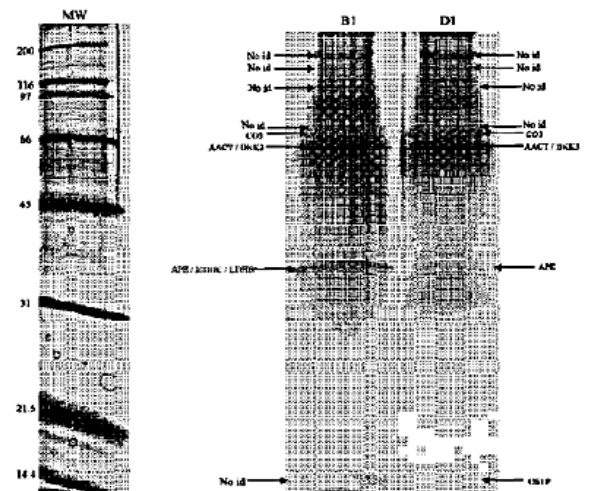 MW
B1
D1
200
116
97
66
45
31
21.5
14.4
No id
No id
No id
No id
CO3
AACT / DKK3
No id
No id
No id
No id
No id
CO3
AACT / DKK3
APE